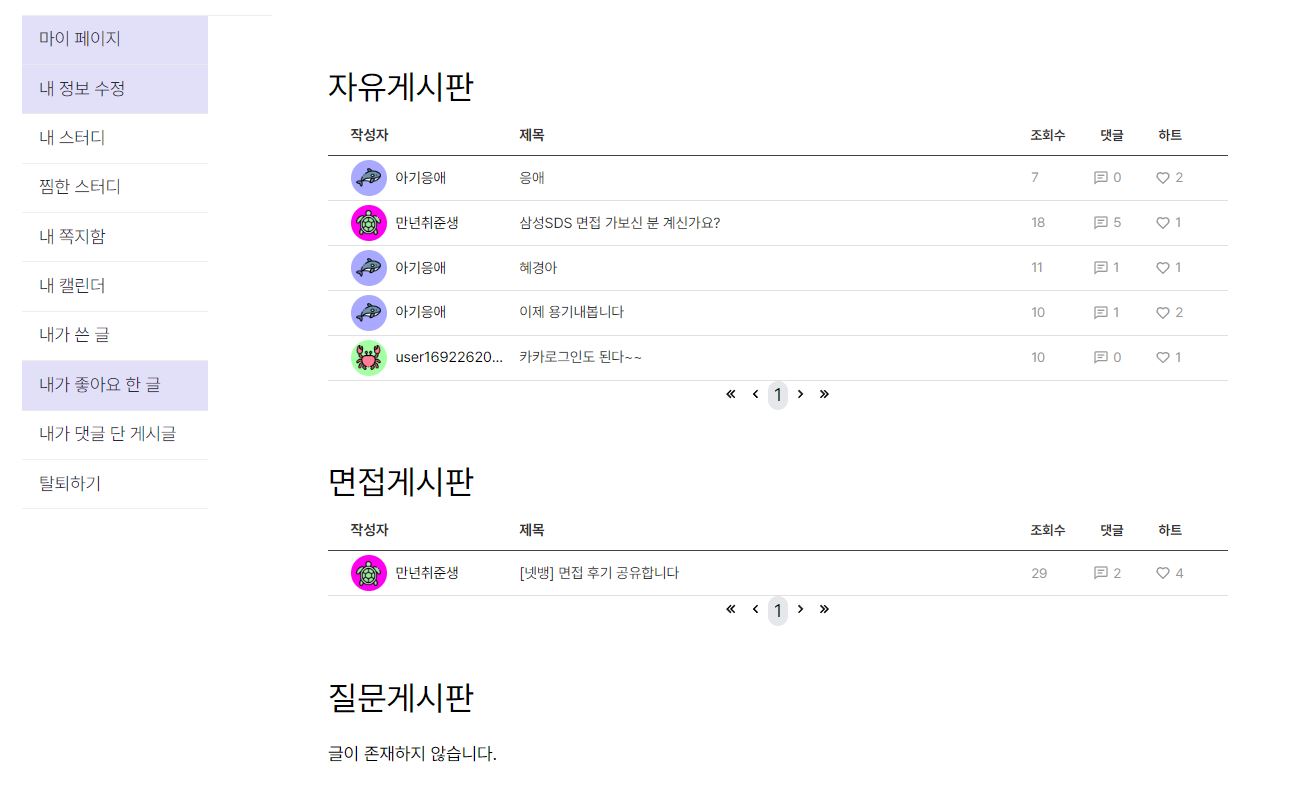 마이 페이지
내 정보 수정
내 스터디
찜한 스터디
내 쪽지함
내 캘린더
내가 쓴 글
내가 좋아요 한 글
내가 댓글 단 게시글
탈퇴하기
자유게시판
작성자 제목 조회수 댓글 하트
아기응애 응애 7 0 2
만년취준생 삼성SDS 면접 가보신 분 계신가요? 18 5 1
아기응애 혜경아 11 1 1
아기응애 이제 용기내봅니다 10 1 2
user16922620... 카카로그인도 된다~~ 10 0 1
« ‹ 1 › »
면접게시판
작성자 제목 조회수 댓글 하트
만년취준생 [넷뱅] 면접 후기 공유합니다 29 2 4
« ‹ 1 › »
질문게시판
글이 존재하지 않습니다.